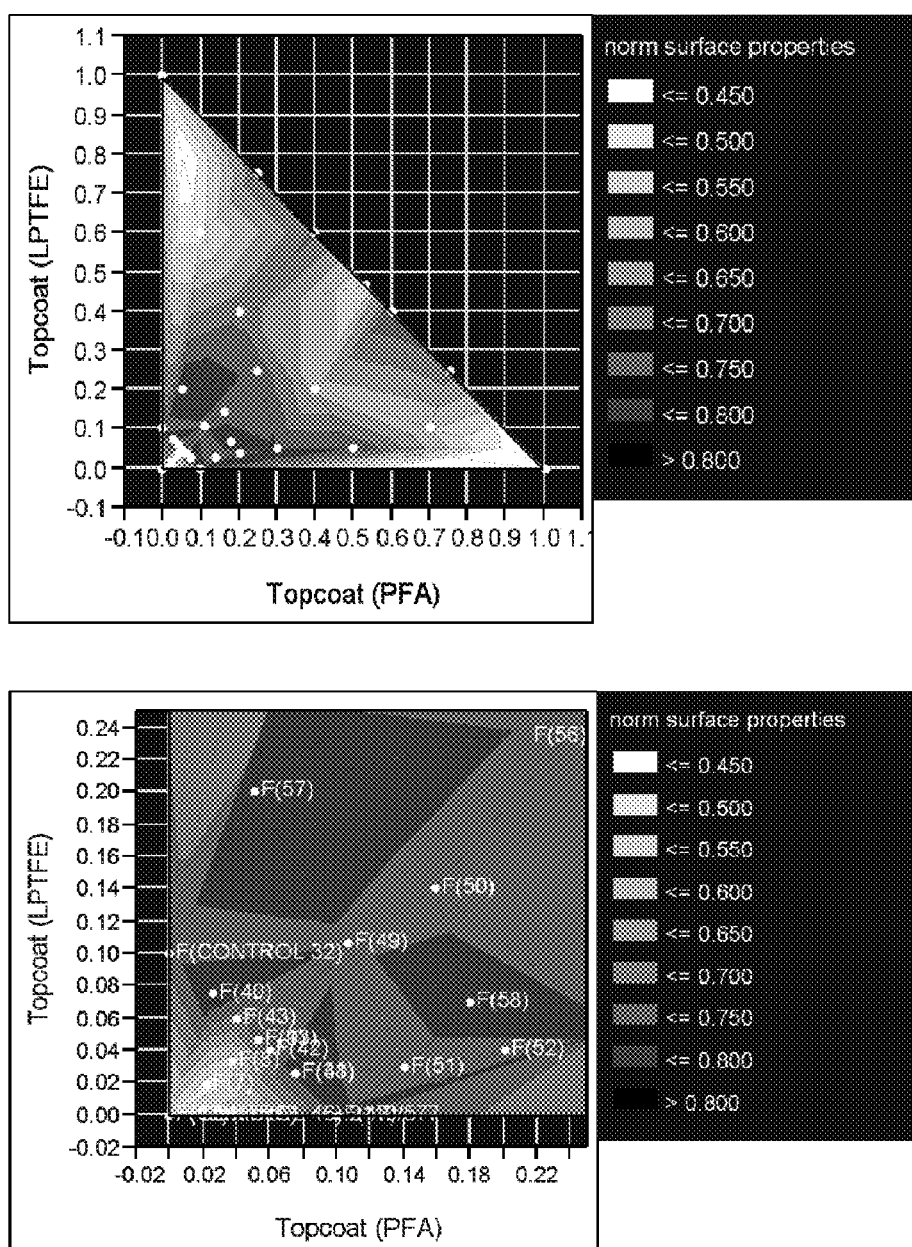 norm surface properties
<= 0.450
<= 0.500
<= 0.550
<= 0.600
<= 0.650
<= 0.700
<= 0.750
<= 0.800
> 0.800
Topcoat (LPTFE)
1.1
1.0
0.9
0.8
0.7
0.6
0.5
0.4
0.3
0.2
0.1
0.0
-0.1
-0.1 0.0 0.1 0.2 0.3 0.4 0.5 0.6 0.7 0.8 0.9 1.0 1.1
Topcoat (PFA)
norm surface properties
<= 0.450
<= 0.500
<= 0.550
<= 0.600
<= 0.650
<= 0.700
<= 0.750
<= 0.800
> 0.800
Topcoat (LPTFE)
0.24
0.22
0.20
0.18
0.16
0.14
0.12
0.10
0.08
0.06
0.04
0.02
0.00
-0.02
F(56)
F(57)
F(50)
F(49)
F(CONTROL 32)
F(40)
F(58)
F(43)
F(42)
F(52)
F(51)
-0.02 0.02 0.06 0.10 0.14 0.18 0.22
Topcoat (PFA)